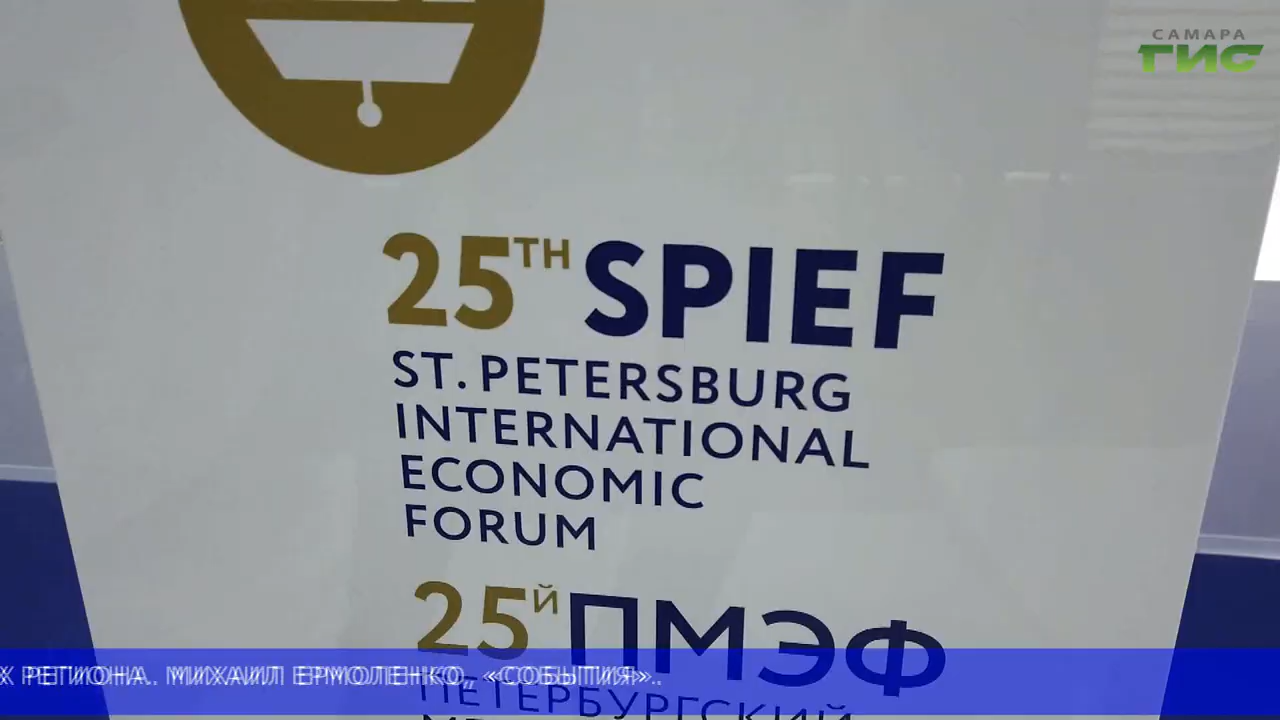 САМАРА
ГИС
25TH SPIEF
ST. PETERSBURG
INTERNATIONAL
ECONOMIC
FORUM
25Й ПМЭФ
Х РЕГИОНА. МИХАИЛ ЕРМОЛЕНКО, «СОБЫТИЯ».
ПЕТЕРБУРГСКИЙ